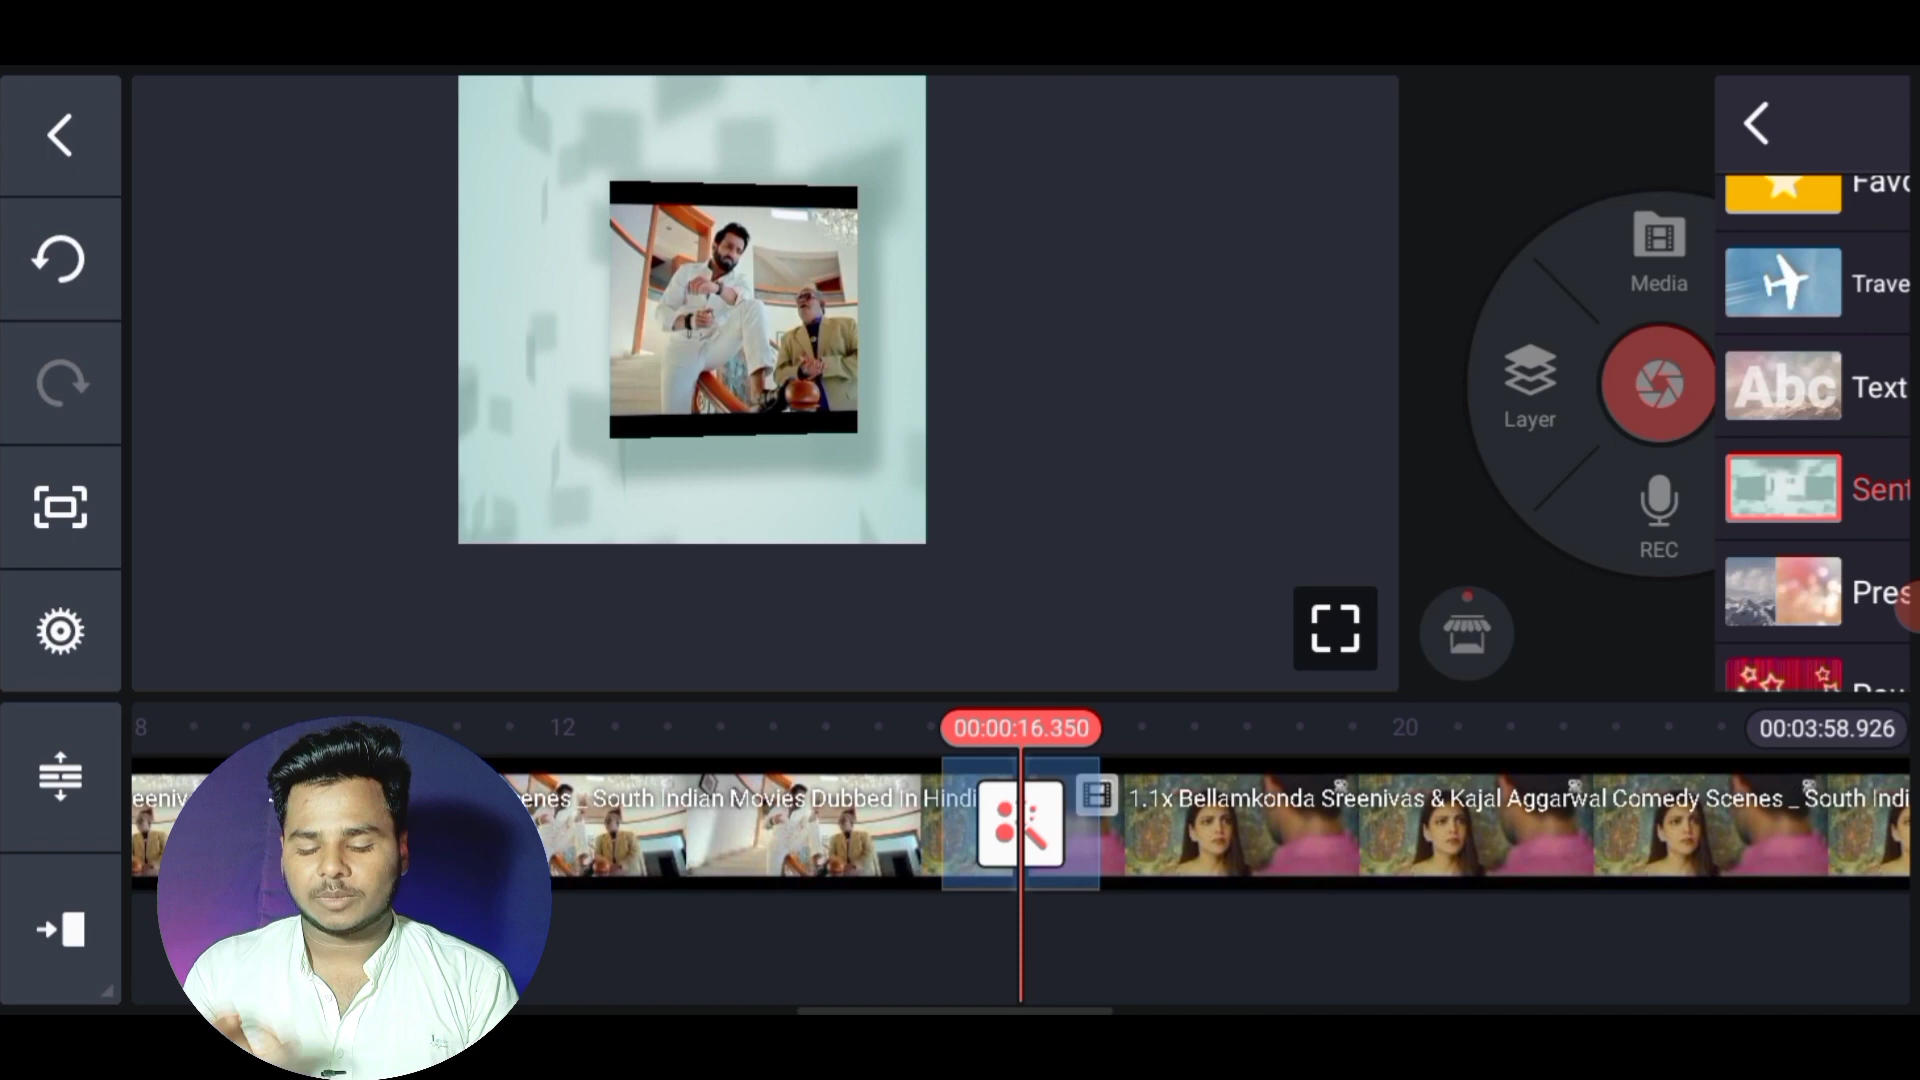 Favo
Trave
Media
Abc Text
Layer
Sent
REC
Pres
8
12
00:00:16.350
20
00:03:58.926
enes _ South Indian Movies Dubbed In Hindi
1.1x Bellamkonda Sreenivas & Kajal Aggarwal Comedy Scenes _ South Indi